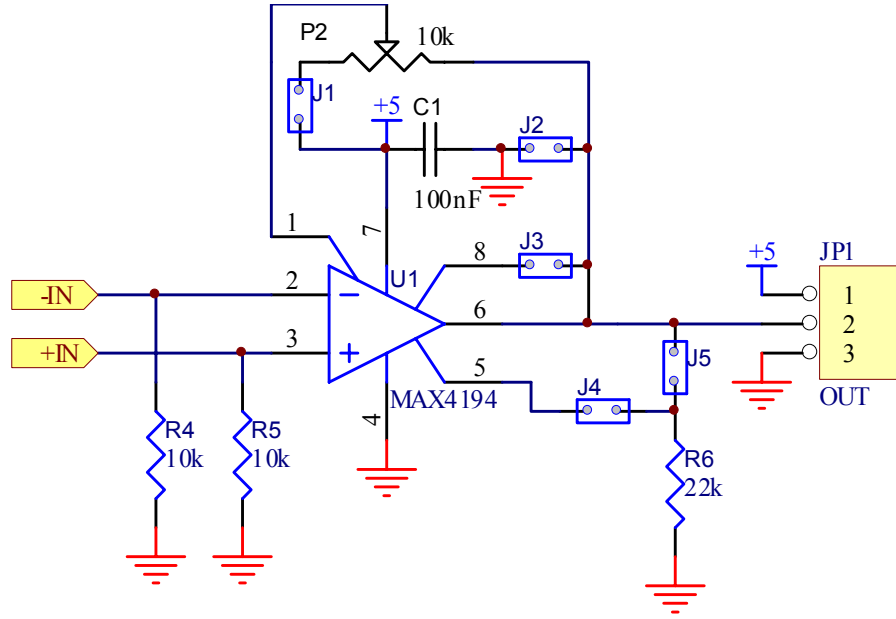 P2
10k
J1
+5
C1
J2
100nF
1
7
8
J3
+5
JP1
-IN
2
U1
6
1
2
3
+IN
3
5
J5
MAX4194
J4
OUT
4
R4
10k
R5
10k
R6
22k